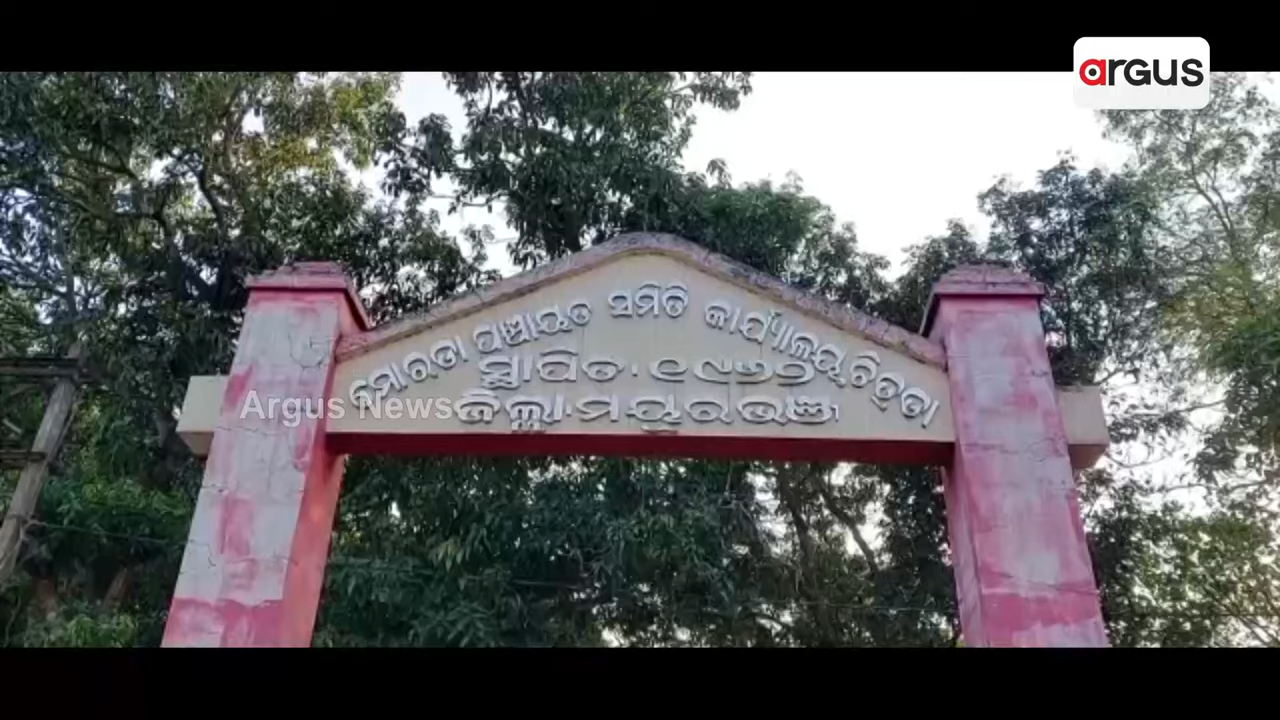 argus
ମୋରଡା ପଞ୍ଚାୟତ ସମିତି କାର୍ଯ୍ୟାଳୟ ଚିତ୍ରଡା
ସ୍ଥାପିତ. ୧୯୬୨
Argus News
ଜିଲ୍ଲା.ମୟୂରଭଞ୍ଜ